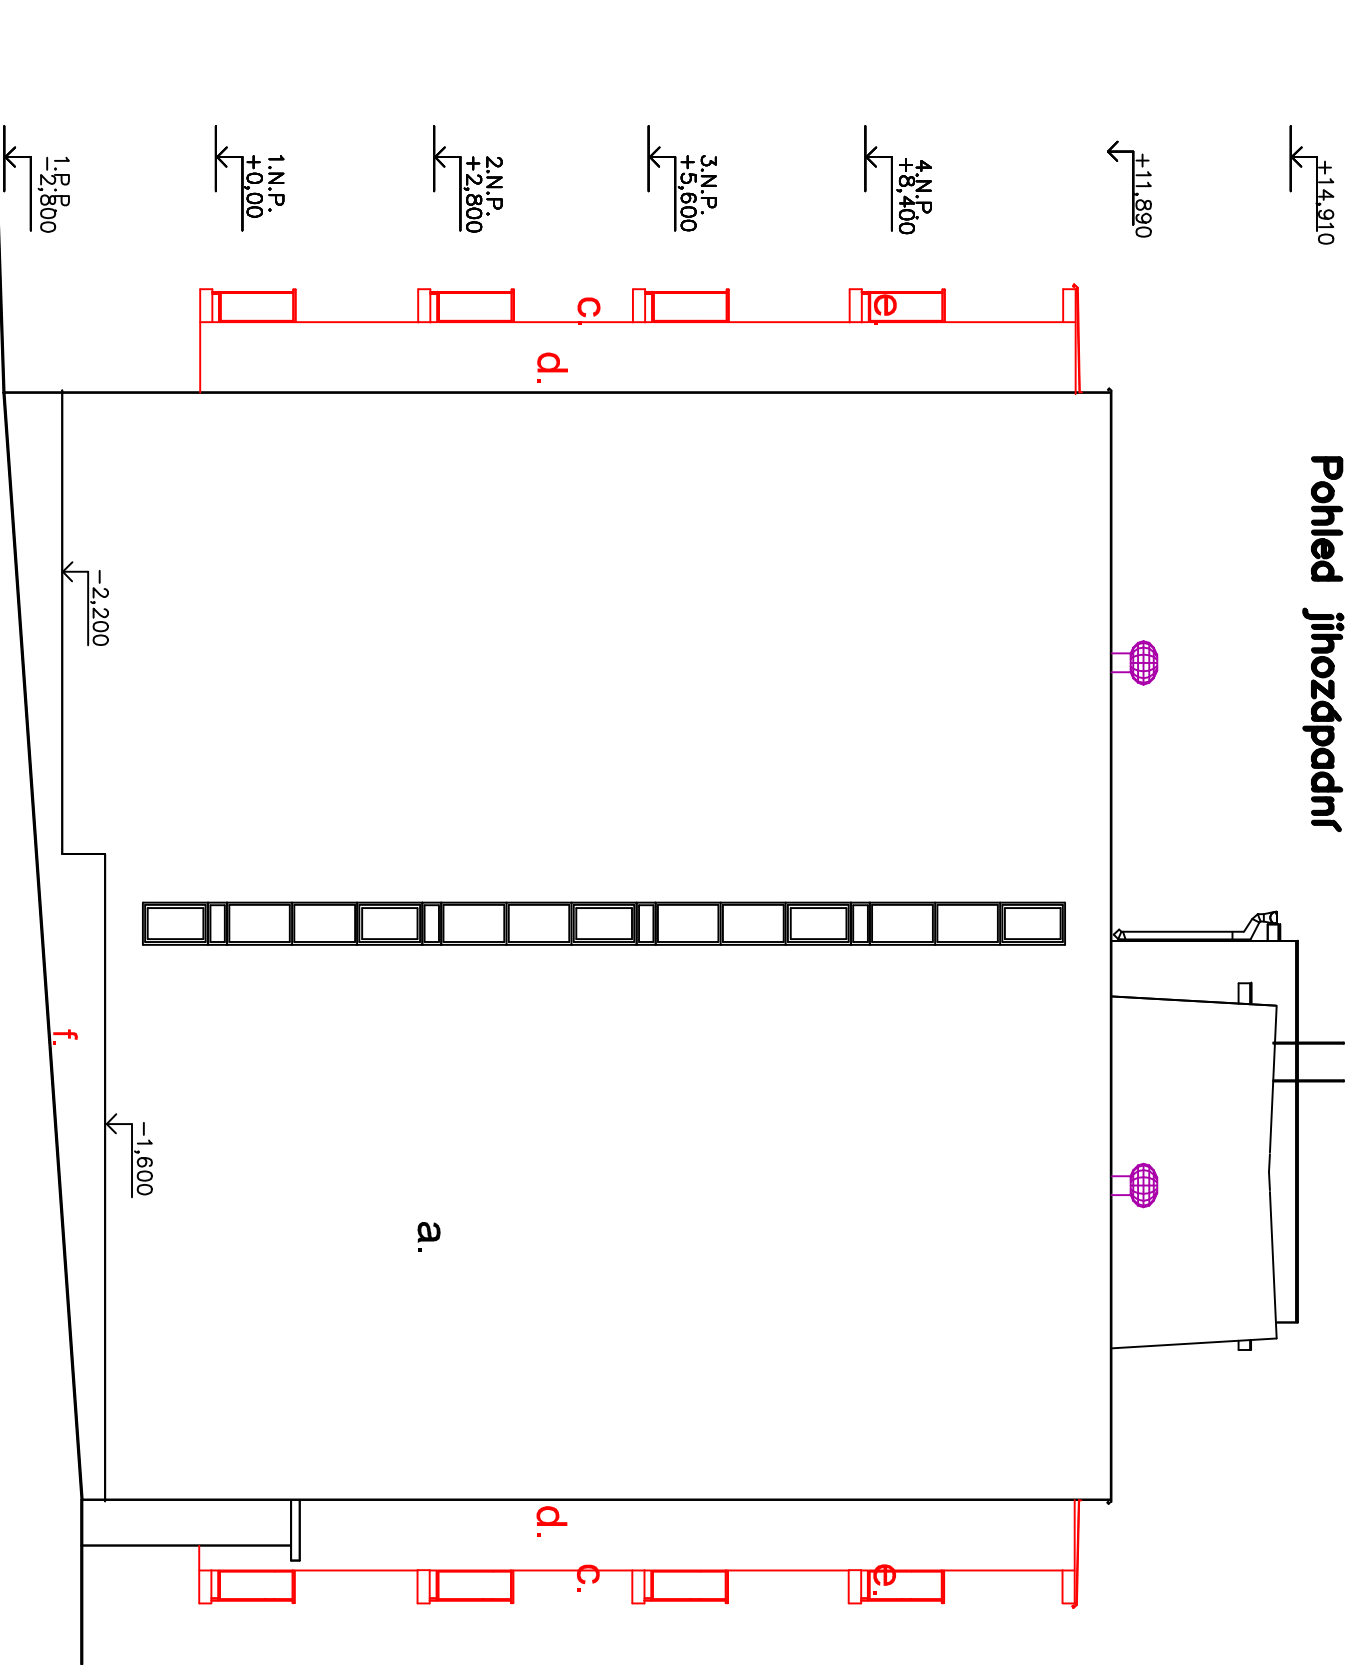 Pohled jihozápadní
+14,910
+11,890
4.N.P.
+8,400
3.N.P.
+5,600
2.N.P.
+2,800
1.N.P.
+0,00
1.P.P.
-2,800
e.
c.
d.
-2,200
f.
-1,600
a.
d.
c.
e.